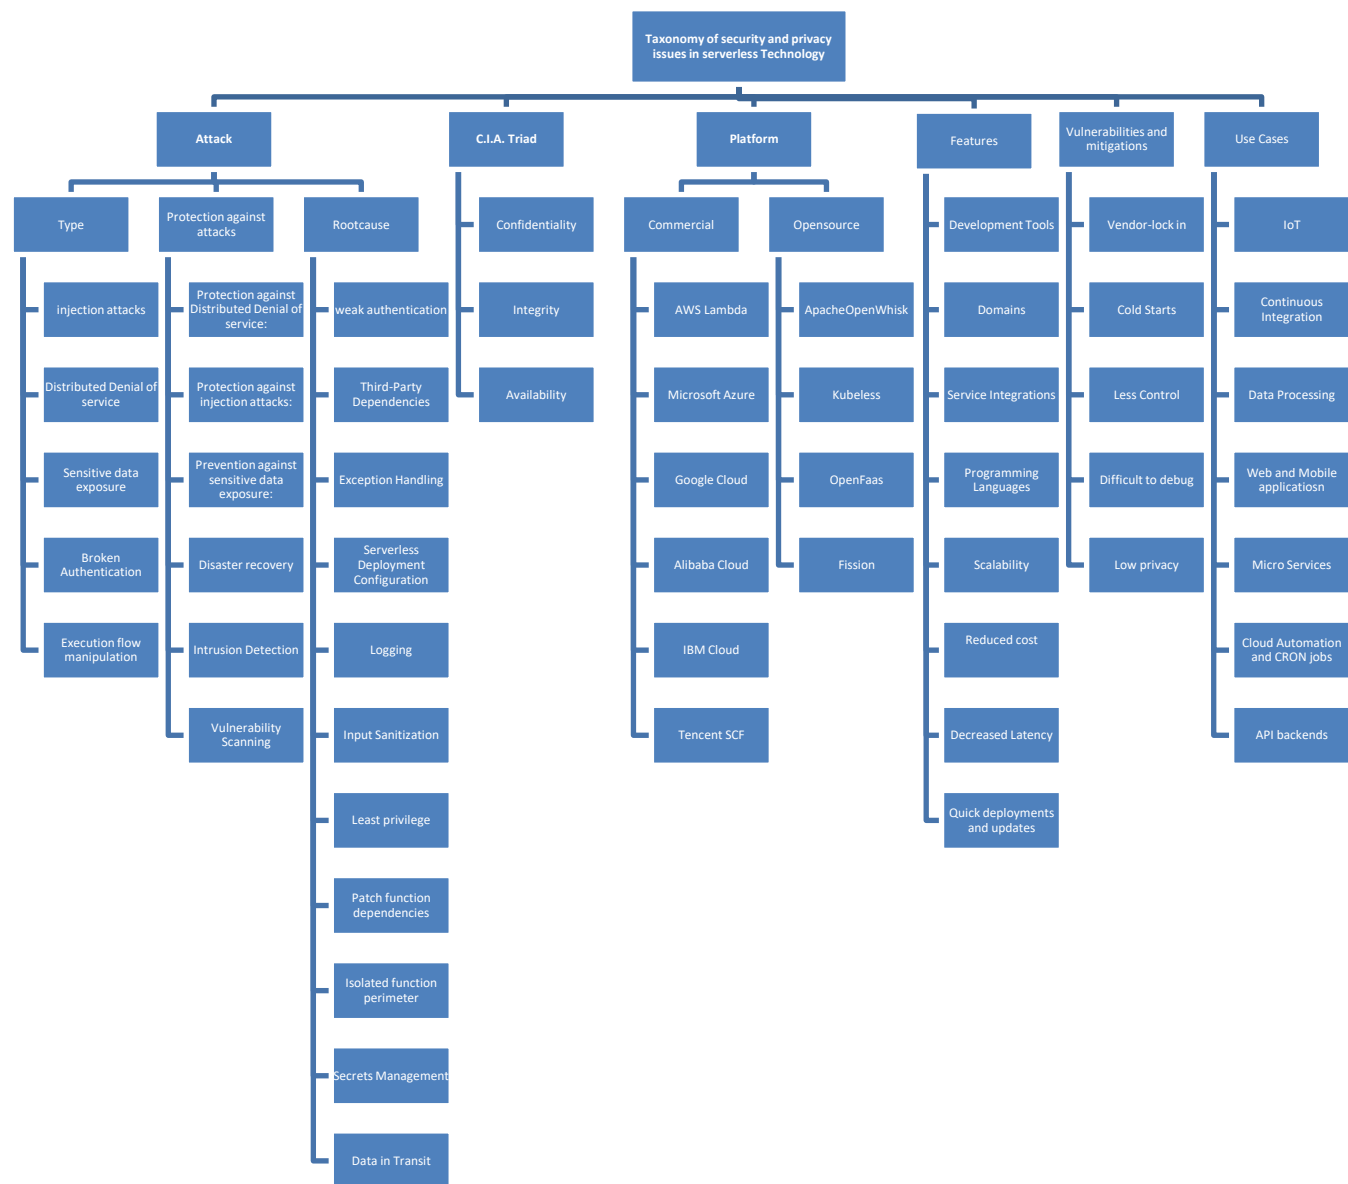 Taxonomy of security and privacy
issues in serverless Technology
Attack
C.I.A. Triad
Platform
Features
Vulnerabilities and
mitigations
Use Cases
Type
Protection against
attacks
Rootcause
Confidentiality
Commercial
Opensource
Development Tools
Vendor-lock in
IoT
injection attacks
Protection against
Distributed Denial of
service:
weak authentication
Integrity
AWS Lambda
ApacheOpenWhisk
Domains
Cold Starts
Continuous
Integration
Distributed Denial of
service
Protection against
injection attacks:
Third-Party
Dependencies
Availability
Microsoft Azure
Kubeless
Service Integrations
Less Control
Data Processing
Sensitive data
exposure
Prevention against
sensitive data
exposure:
Exception Handling
Google Cloud
OpenFaas
Programming
Languages
Difficult to debug
Web and Mobile
applicatiosn
Broken
Authentication
Disaster recovery
Serverless
Deployment
Configuration
Alibaba Cloud
Fission
Scalability
Low privacy
Micro Services
Execution flow
manipulation
Intrusion Detection
Logging
IBM Cloud
Reduced cost
Cloud Automation
and CRON jobs
Vulnerability
Scanning
Input Sanitization
Tencent SCF
Decreased Latency
API backends
Least privilege
Quick deployments
and updates
Patch function
dependencies
Isolated function
perimeter
Secrets Management
Data in Transit